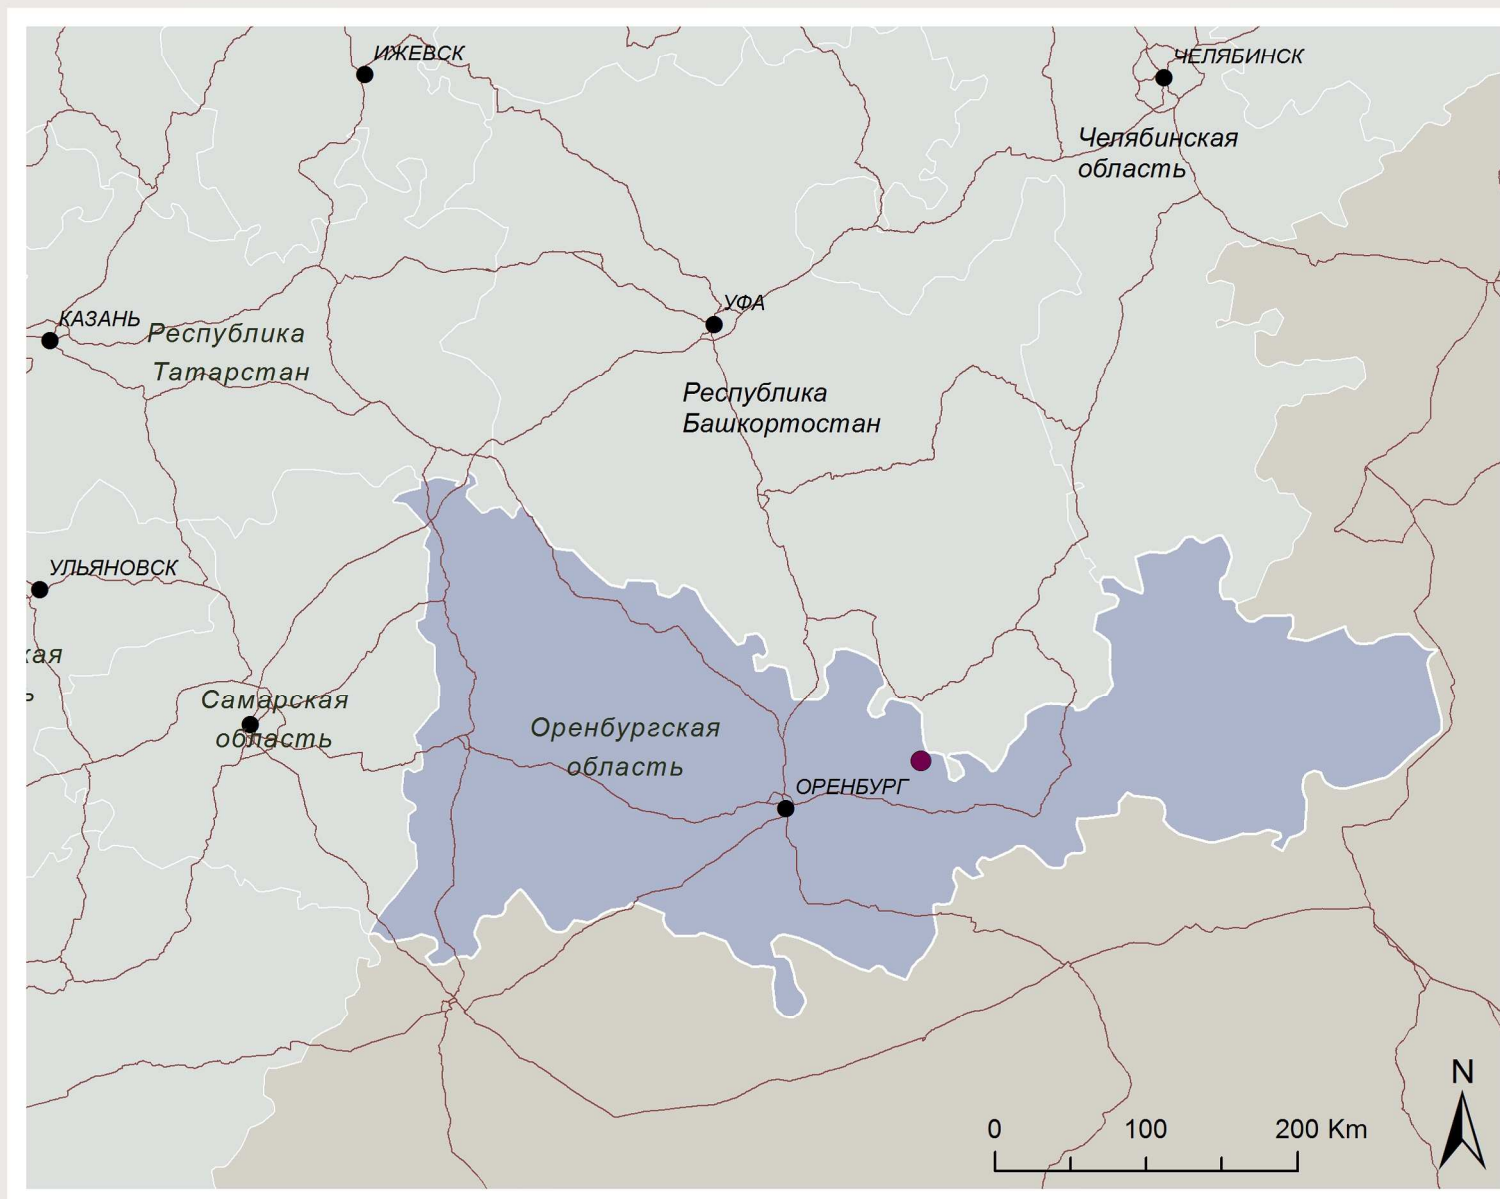 ИЖЕВСК
ЧЕЛЯБИНСК
Челябинская
область
УФА
КАЗАНЬ
Республика
Татарстан
Республика
Башкортостан
УЛЬЯНОВСК
кая
Самарская
область
Оренбургская
область
ОРЕНБУРГ
N
0 100 200 Km